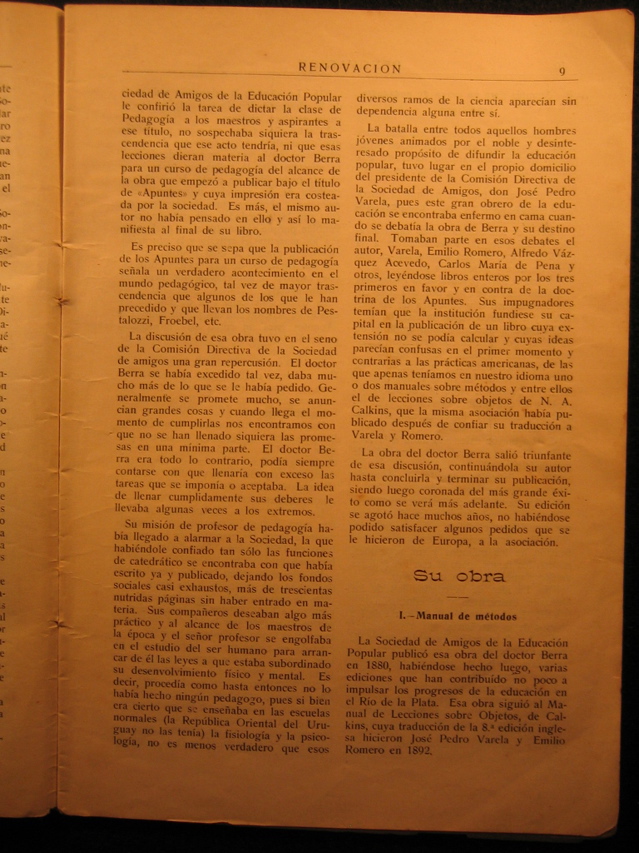 RENOVACION
9
ciedad de Amigos de la Educación Popular
le confirió la tarea de dictar la clase de
Pedagogía a los maestros y aspirantes a
ese título, no sospechaba siquiera la tras-
cendencia que ese acto tendría, ni que esas
lecciones dieran materia al doctor Berra
para un curso de pedagogía del alcance de
la obra que empezó a publicar bajo el título
de «Apuntes» y cuya impresión era costea-
da por la sociedad. Es más, el mismo au-
tor no había pensado en ello y así lo ma-
nifiesta al final de su libro.
Es preciso que se sepa que la publicación
de los Apuntes para un curso de pedagogía
señala un verdadero acontecimiento en el
mundo pedagógico, tal vez de mayor tras-
cendencia que algunos de los que le han
precedido y que llevan los nombres de Pes-
talozzi, Froebel, etc.
La discusión de esa obra tuvo en el seno
de la Comisión Directiva de la Sociedad
de amigos una gran repercusión. El doctor
Berra se había excedido tal vez, daba mu-
cho más de lo que se le había pedido. Ge-
neralmente se promete mucho, se anun-
cian grandes cosas y cuando llega el mo-
mento de cumplirlas nos encontramos con
que no se han llenado siquiera las prome-
sas en una mínima parte. El doctor Be-
rra era todo lo contrario, podía siempre
contarse con que llenaría con exceso las
tareas que se imponía o aceptaba. La idea
de llenar cumplidamente sus deberes le
llevaba algunas veces a los extremos.
Su misión de profesor de pedagogía ha-
bía llegado a alarmar a la Sociedad, la que
habiéndole confiado tan sólo las funciones
de catedrático se encontraba con que había
escrito ya y publicado, dejando los fondos
sociales casi exhaustos, más de trescientas
nutridas páginas sin haber entrado en ma-
teria. Sus compañeros deseaban algo más
práctico y al alcance de los maestros de
la época y el señor profesor se engolfaba
en el estudio del ser humano para arran-
car de él las leyes a que estaba subordinado
su desenvolvimiento físico y mental. Es
decir, procedía como hasta entonces no lo
había hecho ningún pedagogo, pues si bien
era cierto que se enseñaba en las escuelas
normales (la República Oriental del Uru-
guay no las tenía) la fisiología y la psico-
logía, no es menos verdadero que esos
diversos ramos de la ciencia aparecían sin
dependencia alguna entre sí.
La batalla entre todos aquellos hombres
jóvenes animados por el noble y desinte-
resado propósito de difundir la educación
popular, tuvo lugar en el propio domicilio
del presidente de la Comisión Directiva de
la Sociedad de Amigos, don José Pedro
Varela, pues este gran obrero de la edu-
cación se encontraba enfermo en cama cuan-
do se debatía la obra de Berra y su destino
final. Tomaban parte en esos debates el
autor, Varela, Emilio Romero, Alfredo Váz-
quez Acevedo, Carlos María de Pena y
otros, leyéndose libros enteros por los tres
primeros en favor y en contra de la doc-
trina de los Apuntes. Sus impugnadores
temían que la institución fundiese su ca-
pital en la publicación de un libro cuya ex-
tensión no se podía calcular y cuyas ideas
parecían confusas en el primer momento y
contrarias a las prácticas americanas, de las
que apenas teníamos en nuestro idioma uno
o dos manuales sobre métodos y entre ellos
el de lecciones sobre objetos de N. A.
Calkins, que la misma asociación había pu-
blicado después de confiar su traducción a
Varela y Romero.
La obra del doctor Berra salió triunfante
de esa discusión, continuándola su autor
hasta concluirla y terminar su publicación,
siendo luego coronada del más grande éxi-
to como se verá más adelante. Su edición
se agotó hace muchos años, no habiéndose
podido satisfacer algunos pedidos que se
le hicieron de Europa, a la asociación.
Su obra
I.—Manual de métodos
La Sociedad de Amigos de la Educación
Popular publicó esa obra del doctor Berra
en 1880, habiéndose hecho luego, varias
ediciones que han contribuído no poco a
impulsar los progresos de la educación en
el Río de la Plata. Esa obra siguió al Ma-
nual de Lecciones sobre Objetos, de Cal-
kins, cuya traducción de la 8.ª edición ingle-
sa hicieron José Pedro Varela y Emilio
Romero en 1892.